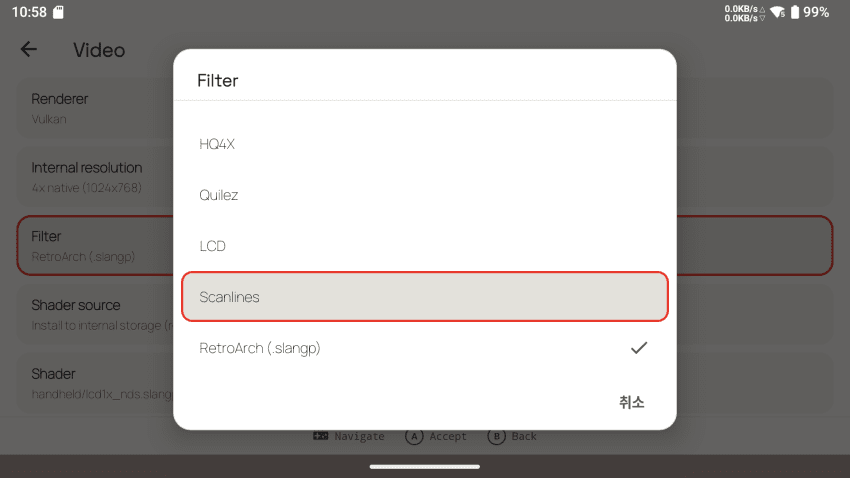 10:58
0.0KB/s △
0.0KB/s ▽
99%
Video
Renderer
Vulkan
Internal resolution
4x native (1024x768)
Filter
RetroArch (.slangp)
Shader source
Install to internal storage (r
Shader
handheld/lcd1x_nds.slang
Filter
HQ4X
Quilez
LCD
Scanlines
RetroArch (.slangp)
취소
Navigate A Accept B Back